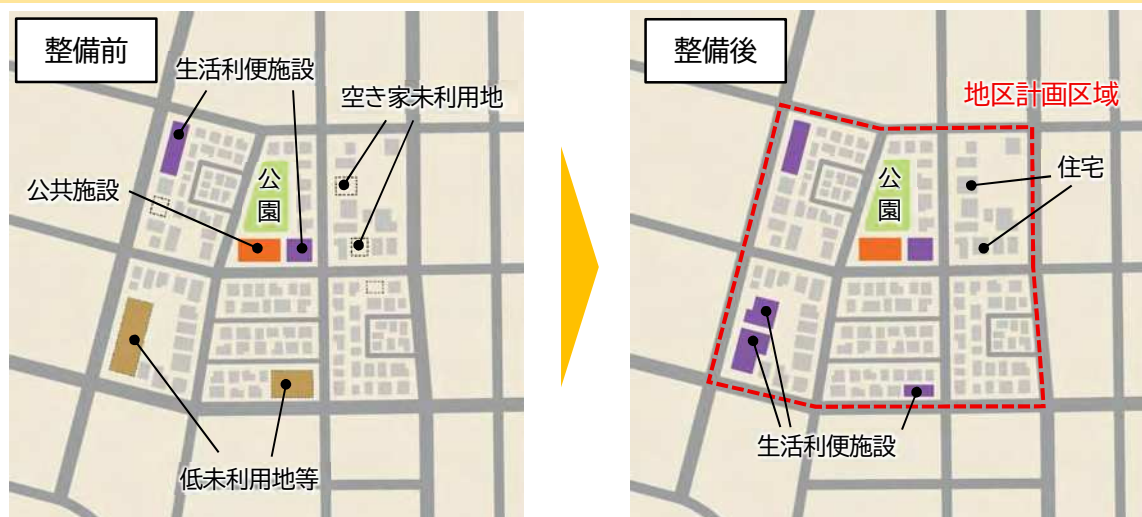 整備前
生活利便施設
空き家未利用地
公共施設
公園
低未利用地等
整備後
地区計画区域
住宅
公園
生活利便施設